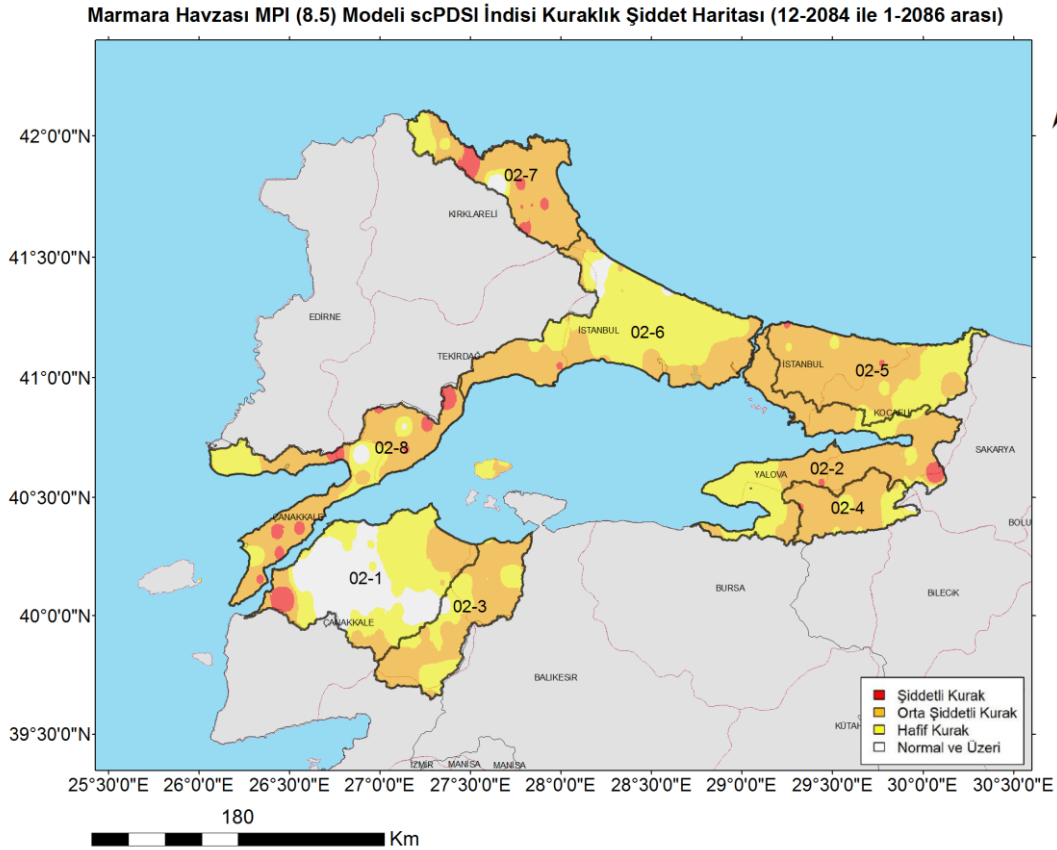 Marmara Havzası MPI (8.5) Modeli scPDSI İndisi Kuraklık Şiddet Haritası (12-2084 ile 1-2086 arası)
42°0'0"N
02-7
KIRKLARELİ
41°30'0"N
EDİRNE
İSTANBUL
02-6
TEKİRDAĞ
İSTANBUL
02-5
41°0'0"N
KOCAELİ
02-8
SAKARYA
YALOVA
02-2
40°30'0"N
02-4
ÇANAKKALE
BOLU
02-1
BURSA
BİLECİK
02-3
40°0'0"N
ÇANAKKALE
BALIKESİR
Şiddetli Kurak
Orta Şiddetli Kurak
Hafif Kurak
Normal ve Üzeri
KÜTAH
39°30'0"N
İZMİR MANİSA MANİSA
25°30'0"E 26°0'0"E 26°30'0"E 27°0'0"E 27°30'0"E 28°0'0"E 28°30'0"E 29°0'0"E 29°30'0"E 30°0'0"E 30°30'0"E
180
Km